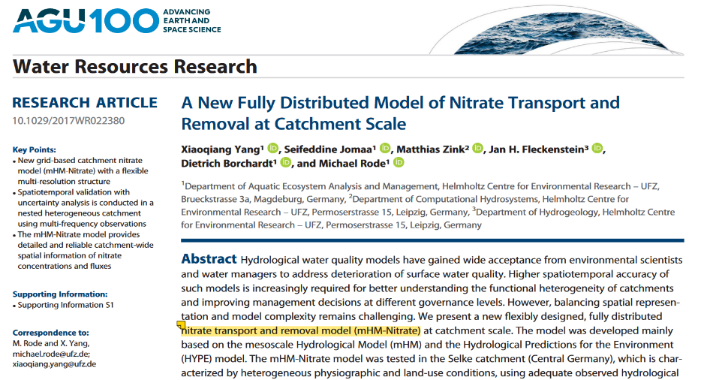 AGU100 ADVANCING
EARTH AND
SPACE SCIENCE
Water Resources Research
RESEARCH ARTICLE
10.1029/2017WR022380
Key Points:
• New grid-based catchment nitrate
model (mHM-Nitrate) with a flexible
multi-resolution structure
• Spatiotemporal validation with
uncertainty analysis is conducted in a
nested heterogeneous catchment
using multi-frequency observations
• The mHM-Nitrate model provides
detailed and reliable catchment-wide
spatial information of nitrate
concentrations and fluxes
Supporting Information:
• Supporting Information S1
Correspondence to:
M. Rode and X. Yang,
michael.rode@ufz.de;
xiaoqiang.yang@ufz.de
A New Fully Distributed Model of Nitrate Transport and
Removal at Catchment Scale
Xiaoqiang Yang¹, Seifeddine Jomaa¹, Matthias Zink², Jan H. Fleckenstein³,
Dietrich Borchardt¹, and Michael Rode¹
¹Department of Aquatic Ecosystem Analysis and Management, Helmholtz Centre for Environmental Research – UFZ,
Brueckstrasse 3a, Magdeburg, Germany, ²Department of Computational Hydrosystems, Helmholtz Centre for
Environmental Research – UFZ, Permoserstrasse 15, Leipzig, Germany, ³Department of Hydrogeology, Helmholtz Centre
for Environmental Research – UFZ, Permoserstrasse 15, Leipzig, Germany
Abstract Hydrological water quality models have gained wide acceptance from environmental scientists
and water managers to address deterioration of surface water quality. Higher spatiotemporal accuracy of
such models is increasingly required for better understanding the functional heterogeneity of catchments
and improving management decisions at different governance levels. However, balancing spatial represen-
tation and model complexity remains challenging. We present a new flexibly designed, fully distributed
nitrate transport and removal model (mHM-Nitrate) at catchment scale. The model was developed mainly
based on the mesoscale Hydrological Model (mHM) and the Hydrological Predictions for the Environment
(HYPE) model. The mHM-Nitrate model was tested in the Selke catchment (Central Germany), which is char-
acterized by heterogeneous physiographic and land-use conditions, using adequate observed hydrological